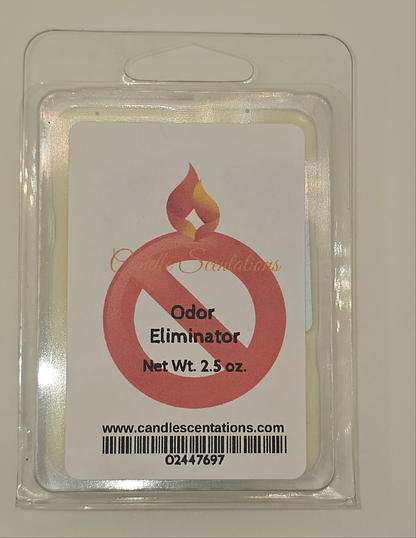 Candle Scentations
Odor
Eliminator
Net Wt. 2.5 oz.
www.candlescentations.com
02447697